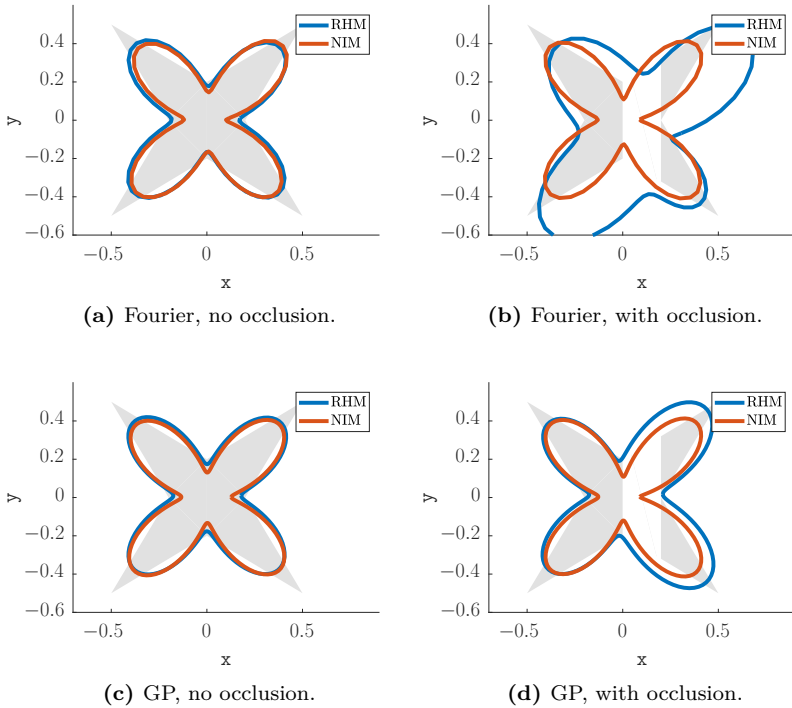 RHM
NIM
0.4
0.2
0
−0.2
−0.4
−0.6
y
−0.5
0
0.5
x
(a) Fourier, no occlusion.
RHM
NIM
0.4
0.2
0
−0.2
−0.4
−0.6
y
−0.5
0
0.5
x
(b) Fourier, with occlusion.
RHM
NIM
0.4
0.2
0
−0.2
−0.4
−0.6
y
−0.5
0
0.5
x
(c) GP, no occlusion.
RHM
NIM
0.4
0.2
0
−0.2
−0.4
−0.6
y
−0.5
0
0.5
x
(d) GP, with occlusion.